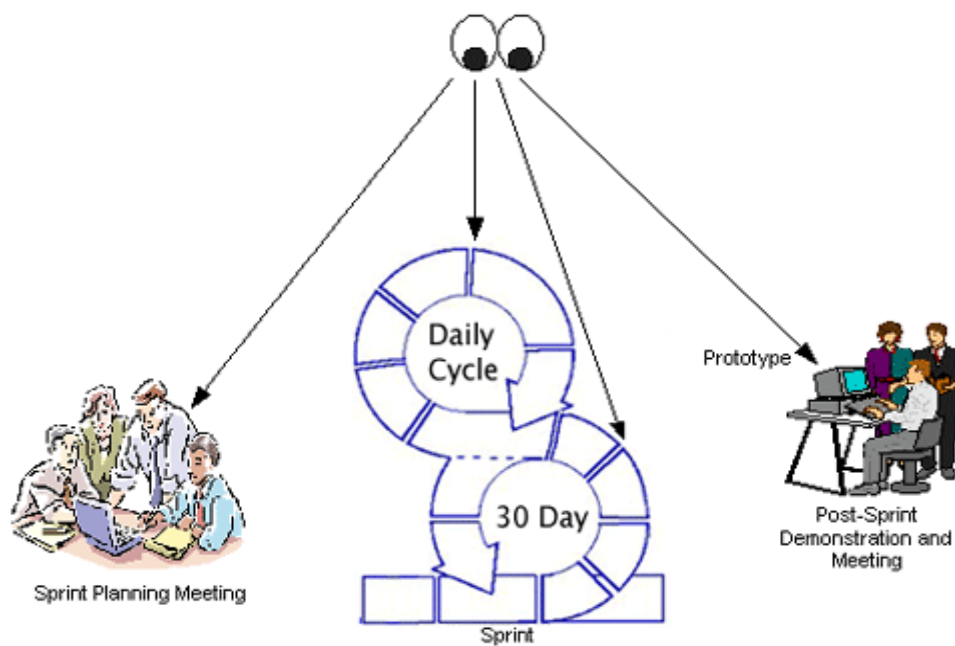 Daily
Cycle
Prototype
30 Day
Post-Sprint
Demonstration and
Meeting
Sprint Planning Meeting
Sprint